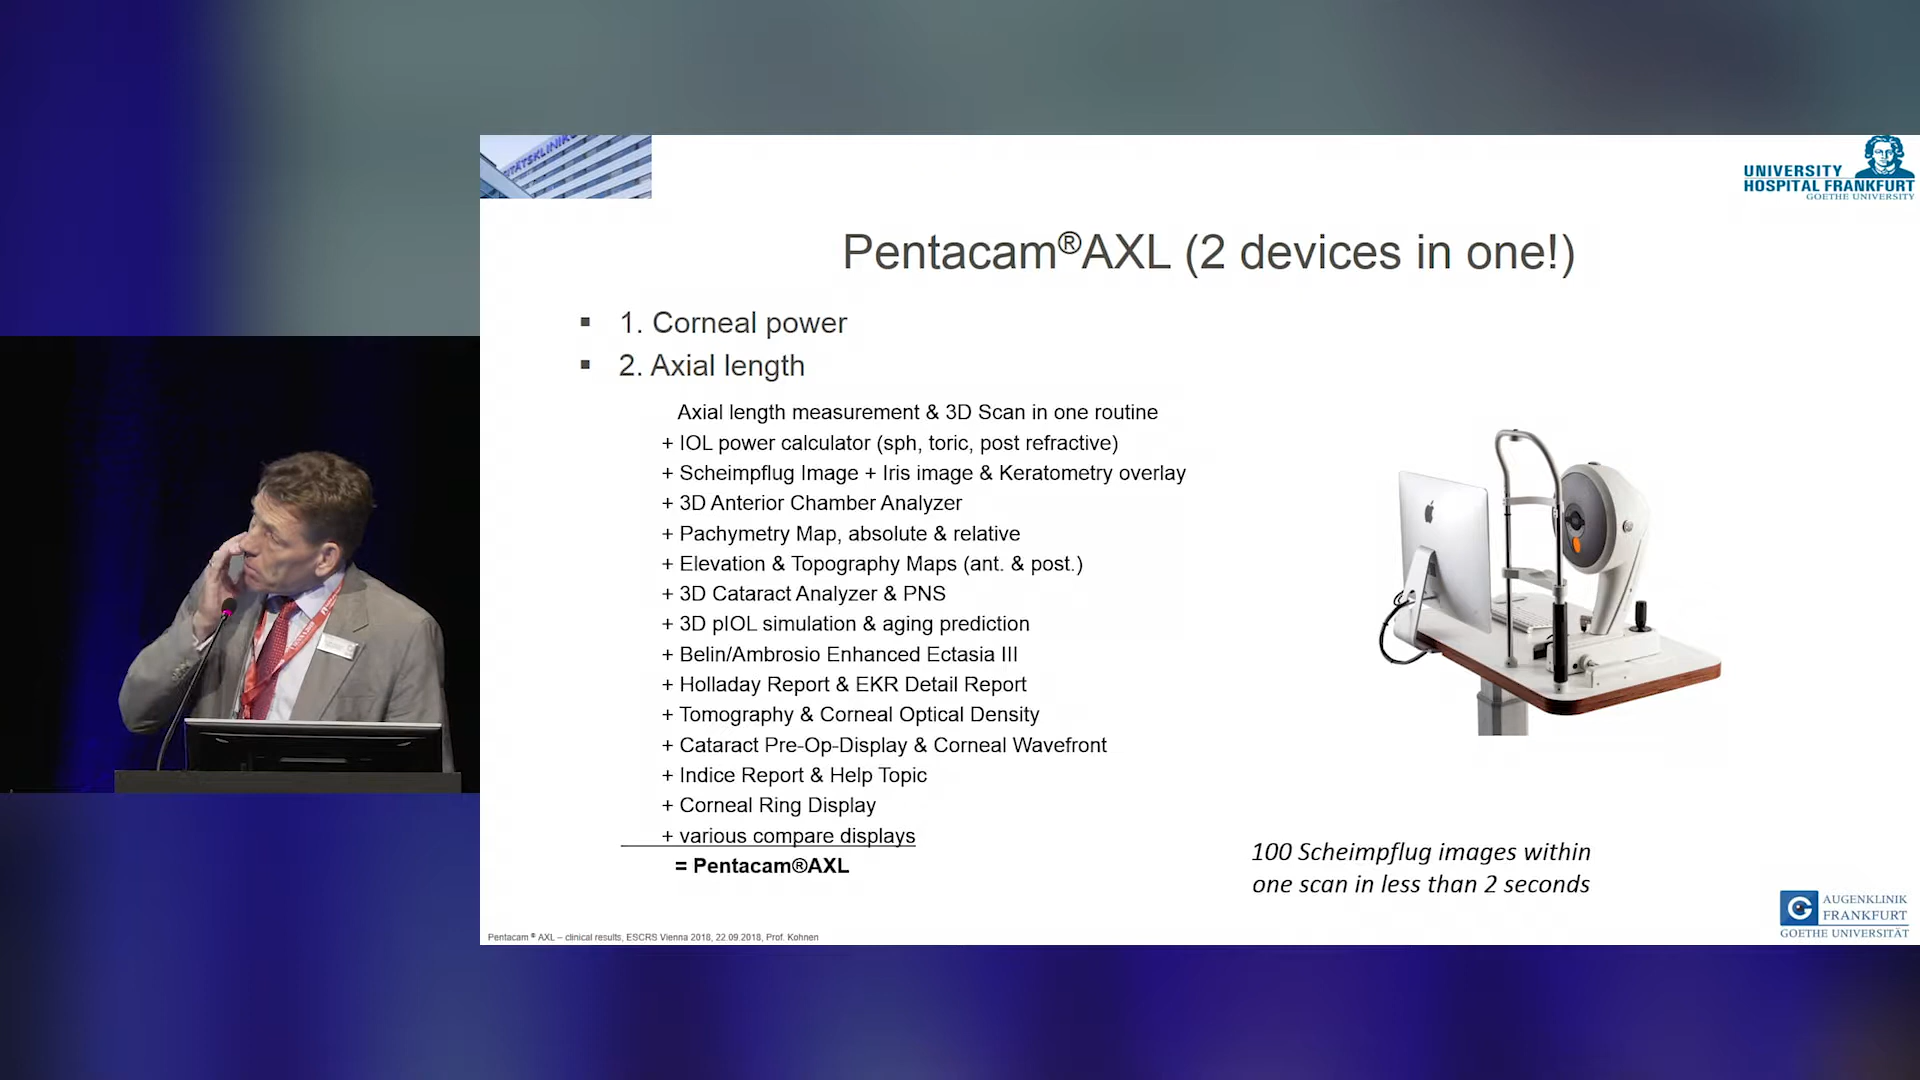 UNIVERSITY
HOSPITAL FRANKFURT
GOETHE UNIVERSITY
Pentacam®AXL (2 devices in one!)
▪ 1. Corneal power
▪ 2. Axial length
Axial length measurement & 3D Scan in one routine
+ IOL power calculator (sph, toric, post refractive)
+ Scheimpflug Image + Iris image & Keratometry overlay
+ 3D Anterior Chamber Analyzer
+ Pachymetry Map, absolute & relative
+ Elevation & Topography Maps (ant. & post.)
+ 3D Cataract Analyzer & PNS
+ 3D pIOL simulation & aging prediction
+ Belin/Ambrosio Enhanced Ectasia III
+ Holladay Report & EKR Detail Report
+ Tomography & Corneal Optical Density
+ Cataract Pre-Op-Display & Corneal Wavefront
+ Indice Report & Help Topic
+ Corneal Ring Display
+ various compare displays
= Pentacam®AXL
100 Scheimpflug images within
one scan in less than 2 seconds
AUGENKLINIK
FRANKFURT
GOETHE UNIVERSITÄT
Pentacam ® AXL – clinical results, ESCRS Vienna 2018, 22.09.2018, Prof. Kohnen